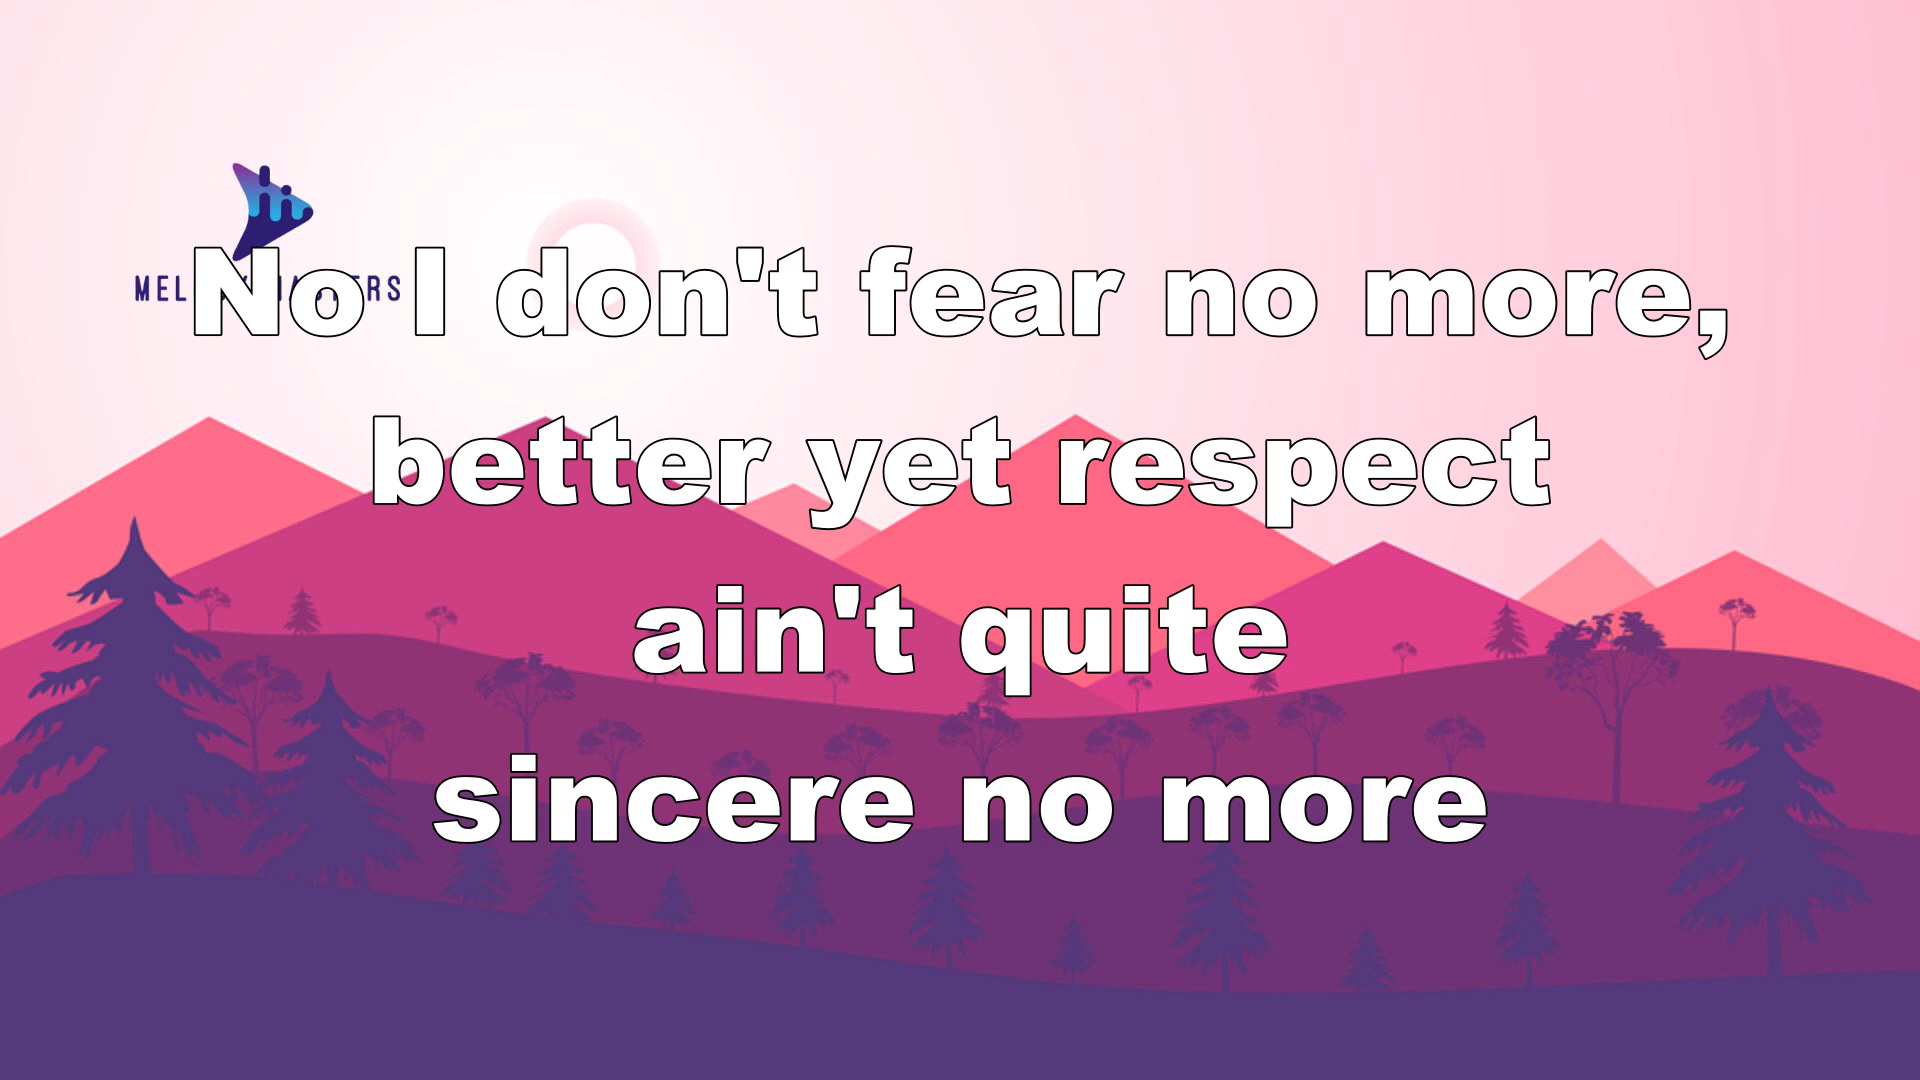 No I don't fear no more,
better yet respect
ain't quite
sincere no more